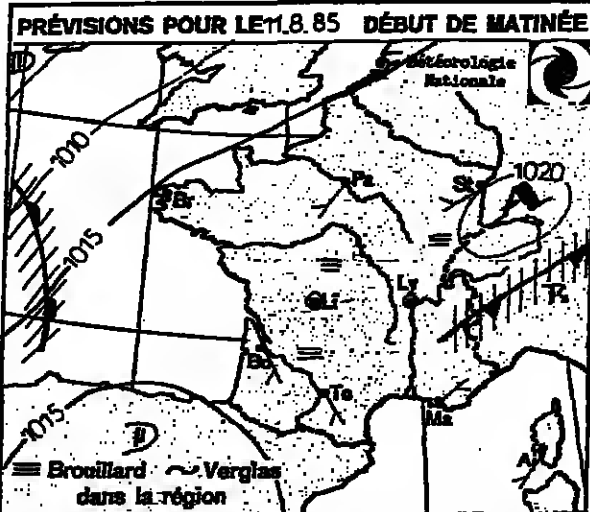 PRÉVISIONS POUR LE 11.8.85 DÉBUT DE MATINÉE
Météorologie
Nationale
1010
1020
Pa
St
Br
1015
Li
Ly
Bo
To
Ma
1015
A
D
Brouillard Verglas
dans la région